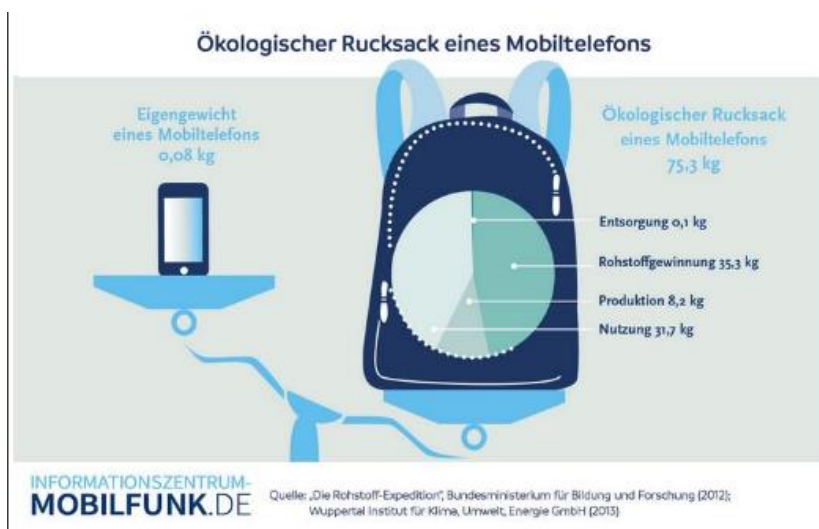 Ökologischer Rucksack eines Mobiltelefons
Eigengewicht
eines Mobiltelefons
0,08 kg
Ökologischer Rucksack
eines Mobiltelefons
75,3 kg
Entsorgung 0,1 kg
Rohstoffgewinnung 35,3 kg
Produktion 8,2 kg
Nutzung 31,7 kg
INFORMATIONSZENTRUM-
MOBILFUNK.DE
Quelle: „Die Rohstoff-Expedition“, Bundesministerium für Bildung und Forschung (2012);
Wuppertal Institut für Klima, Umwelt, Energie GmbH (2013)